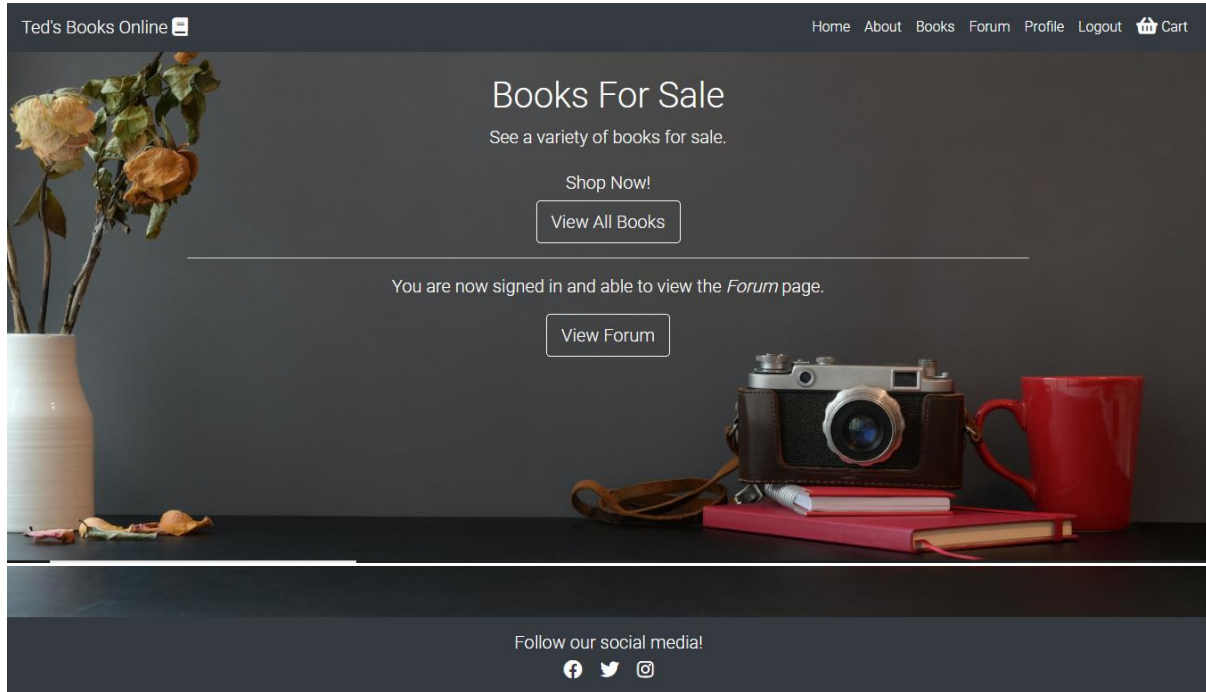 Ted's Books Online
Home About Books Forum Profile Logout Cart
Books For Sale
See a variety of books for sale.
Shop Now!
View All Books
You are now signed in and able to view the Forum page.
View Forum
Follow our social media!